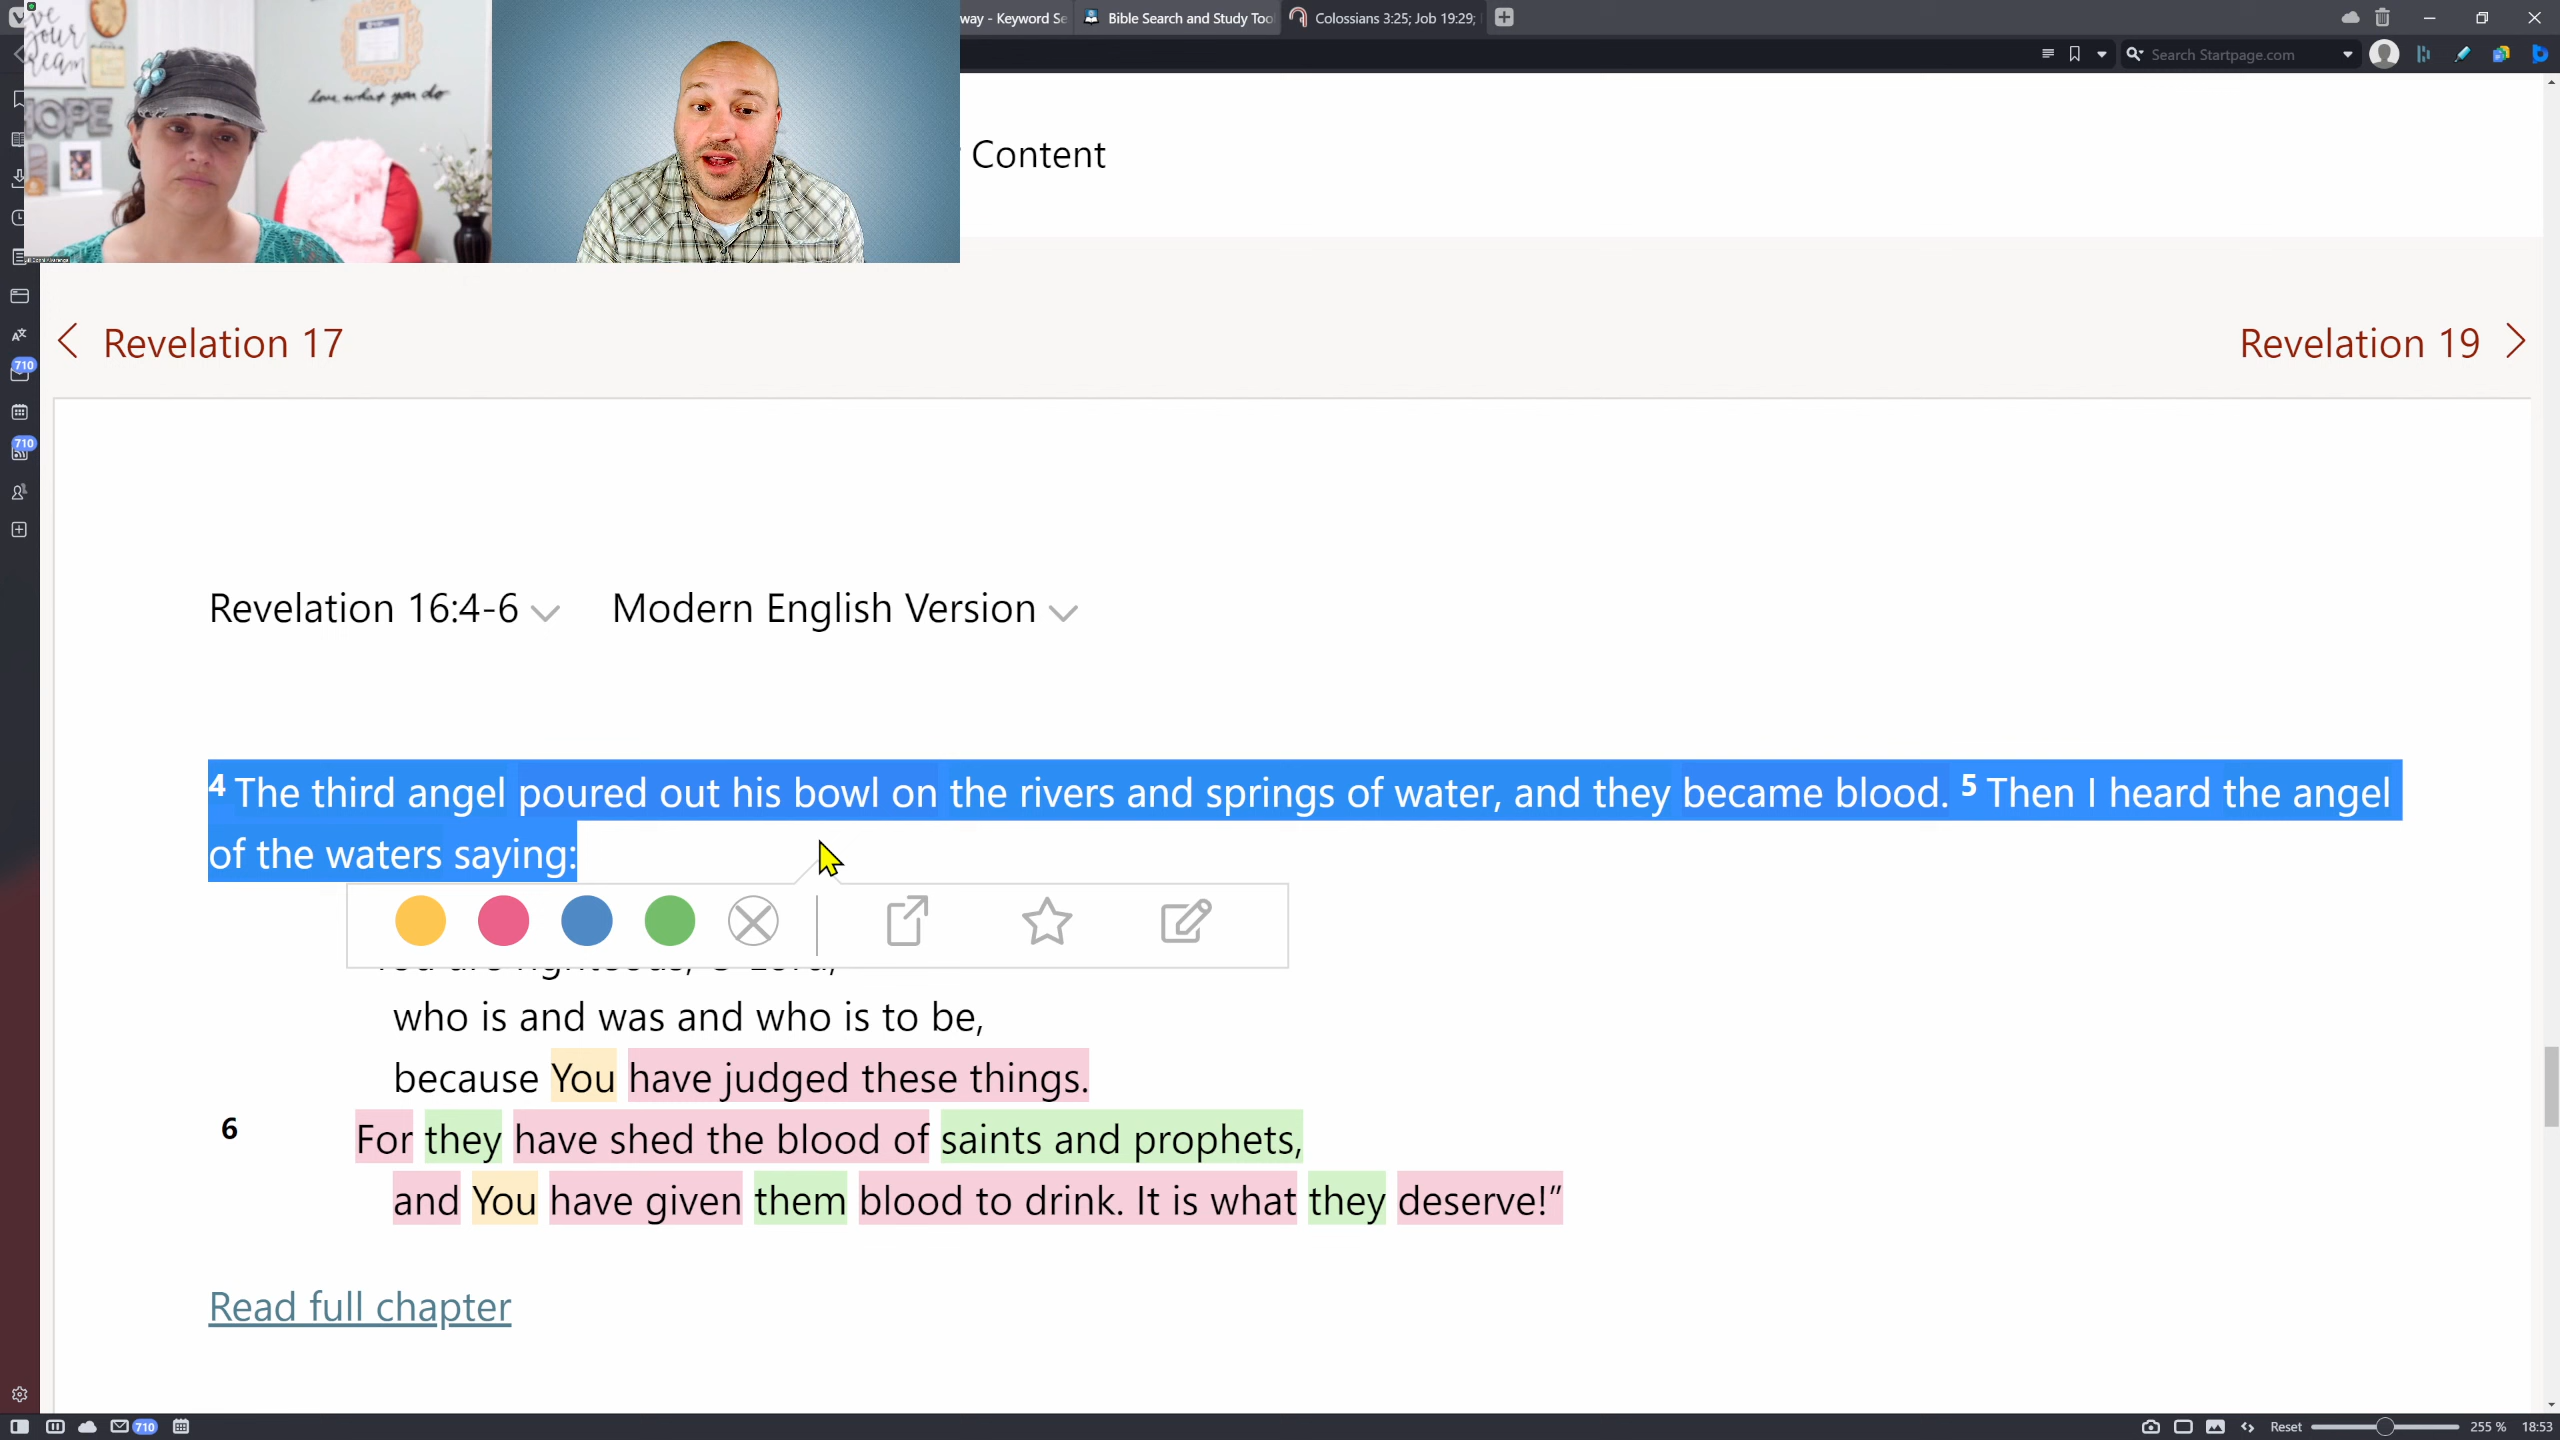 way - Keyword Se
Bible Search and Study Too
Colossians 3:25; Job 19:29;
Search Startpage.com
ve
your
ream
HOPE
love what you do
Content
Revelation 17
Revelation 19
710
710
Revelation 16:4-6
Modern English Version
4 The third angel poured out his bowl on the rivers and springs of water, and they became blood. 5 Then I heard the angel
of the waters saying:
who is and was and who is to be,
because You have judged these things.
6 For they have shed the blood of saints and prophets,
and You have given them blood to drink. It is what they deserve!”
Read full chapter
710
Reset
255 %
18:53